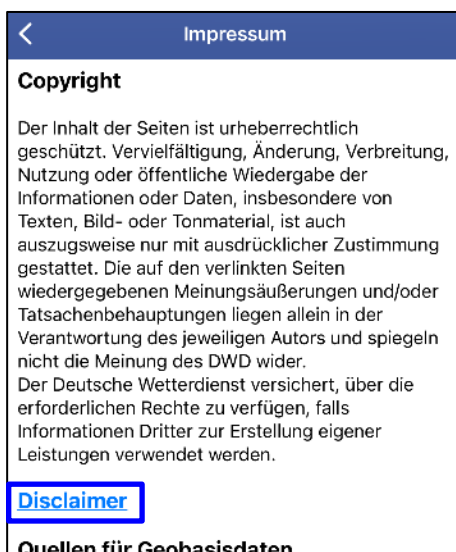 Impressum
Copyright
Der Inhalt der Seiten ist urheberrechtlich
geschützt. Vervielfältigung, Änderung, Verbreitung,
Nutzung oder öffentliche Wiedergabe der
Informationen oder Daten, insbesondere von
Texten, Bild- oder Tonmaterial, ist auch
auszugsweise nur mit ausdrücklicher Zustimmung
gestattet. Die auf den verlinkten Seiten
wiedergegebenen Meinungsäußerungen und/oder
Tatsachenbehauptungen liegen allein in der
Verantwortung des jeweiligen Autors und spiegeln
nicht die Meinung des DWD wider.
Der Deutsche Wetterdienst versichert, über die
erforderlichen Rechte zu verfügen, falls
Informationen Dritter zur Erstellung eigener
Leistungen verwendet werden.
Disclaimer
Quellen für Geobasisdaten